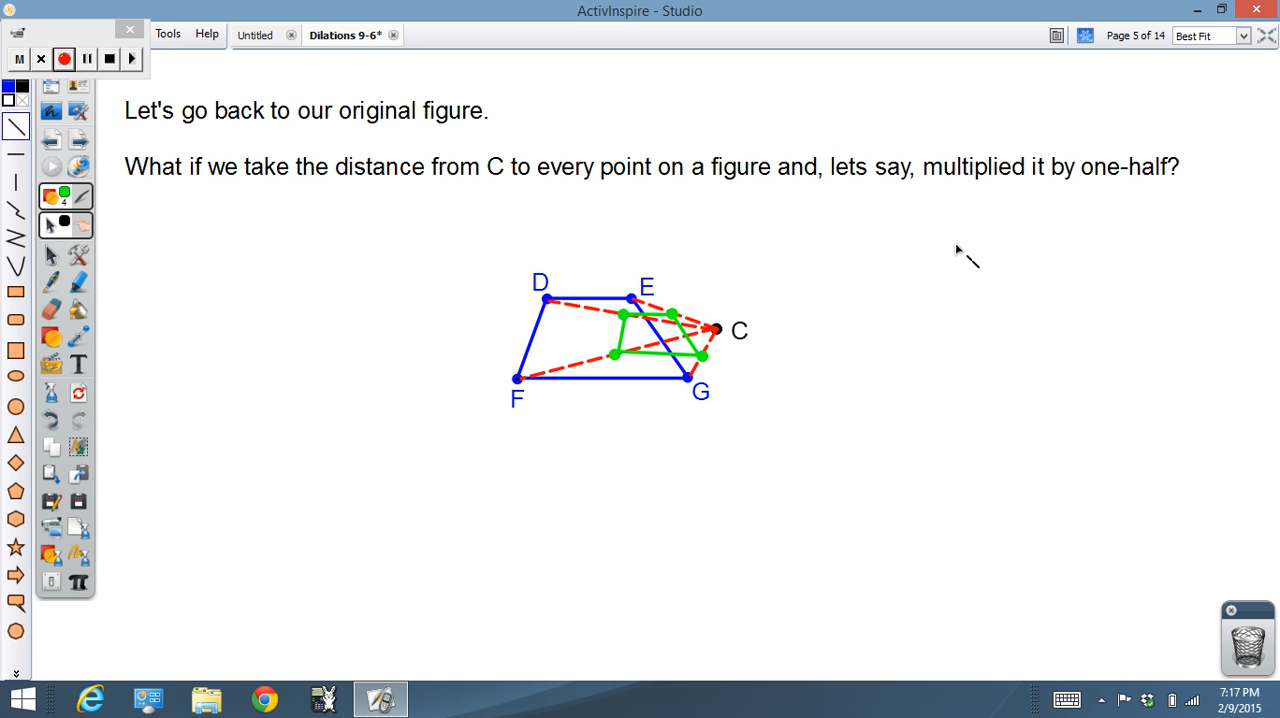 ActivInspire - Studio
Tools Help Untitled Dilations 9-6* Page 5 of 14 Best Fit
M
Let's go back to our original figure.
What if we take the distance from C to every point on a figure and, lets say, multiplied it by one-half?
4
D E
C
F G
T
7:17 PM
2/9/2015